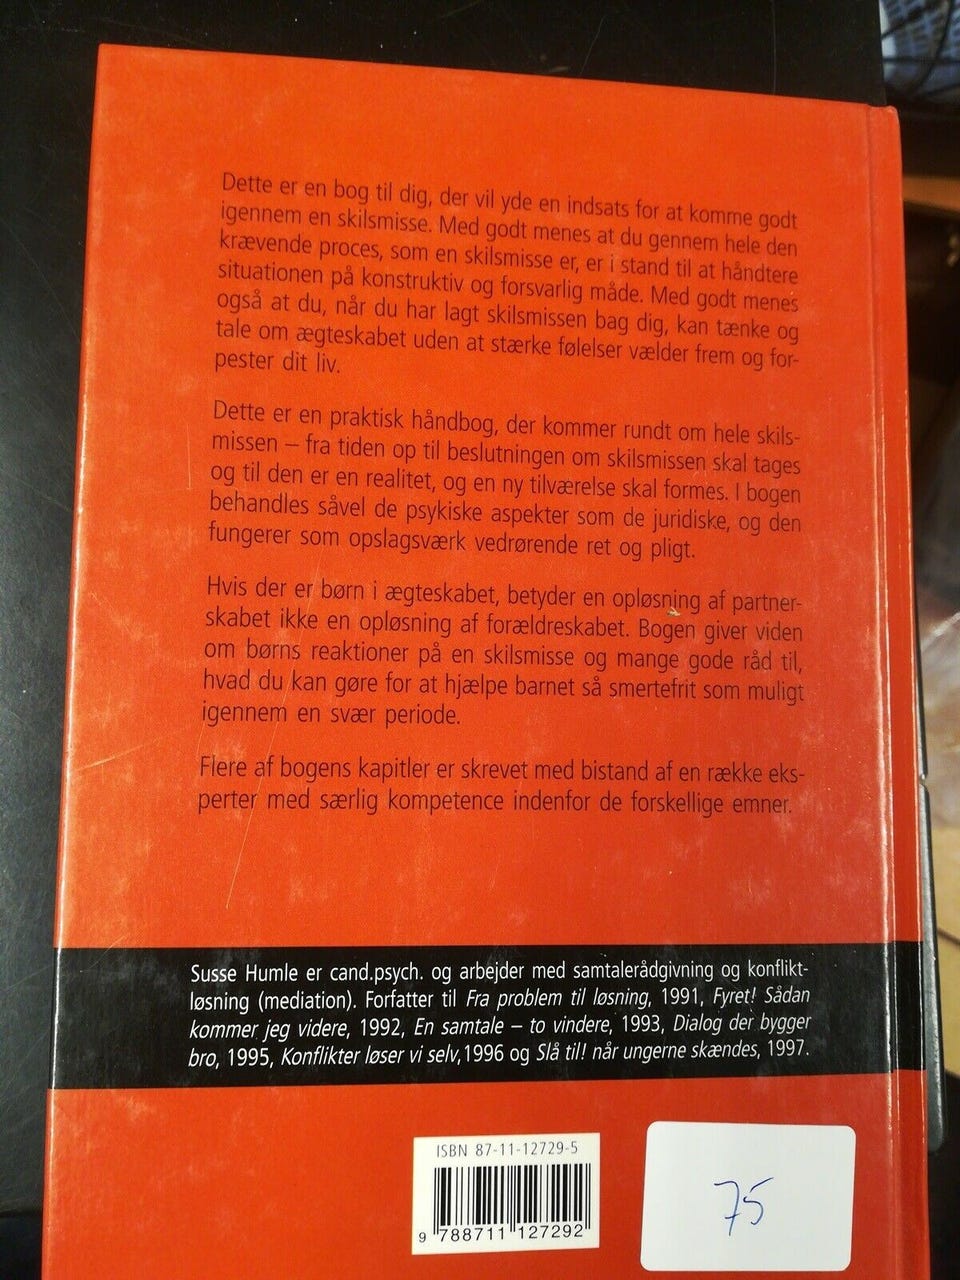 Dette er en bog til dig, der vil yde en indsats for at komme godt
igennem en skilsmisse. Med godt menes at du gennem hele den
krævende proces, som en skilsmisse er, er i stand til at håndtere
situationen på konstruktiv og forsvarlig måde. Med godt menes
også at du, når du har lagt skilsmissen bag dig, kan tænke og
tale om ægteskabet uden at stærke følelser vælder frem og for-
pester dit liv.
Dette er en praktisk håndbog, der kommer rundt om hele skils-
missen – fra tiden op til beslutningen om skilsmissen skal tages
og til den er en realitet, og en ny tilværelse skal formes. I bogen
behandles såvel de psykiske aspekter som de juridiske, og den
fungerer som opslagsværk vedrørende ret og pligt.
Hvis der er børn i ægteskabet, betyder en opløsning af partner-
skabet ikke en opløsning af forældreskabet. Bogen giver viden
om børns reaktioner på en skilsmisse og mange gode råd til,
hvad du kan gøre for at hjælpe barnet så smertefrit som muligt
igennem en svær periode.
Flere af bogens kapitler er skrevet med bistand af en række eks-
perter med særlig kompetence indenfor de forskellige emner.
Susse Humle er cand.psych. og arbejder med samtalerådgivning og konflikt-
løsning (mediation). Forfatter til Fra problem til løsning, 1991, Fyret! Sådan
kommer jeg videre, 1992, En samtale – to vindere, 1993, Dialog der bygger
bro, 1995, Konflikter løser vi selv,1996 og Slå til! når ungerne skændes, 1997.
ISBN 87-11-12729-5
9 788711 127292
75